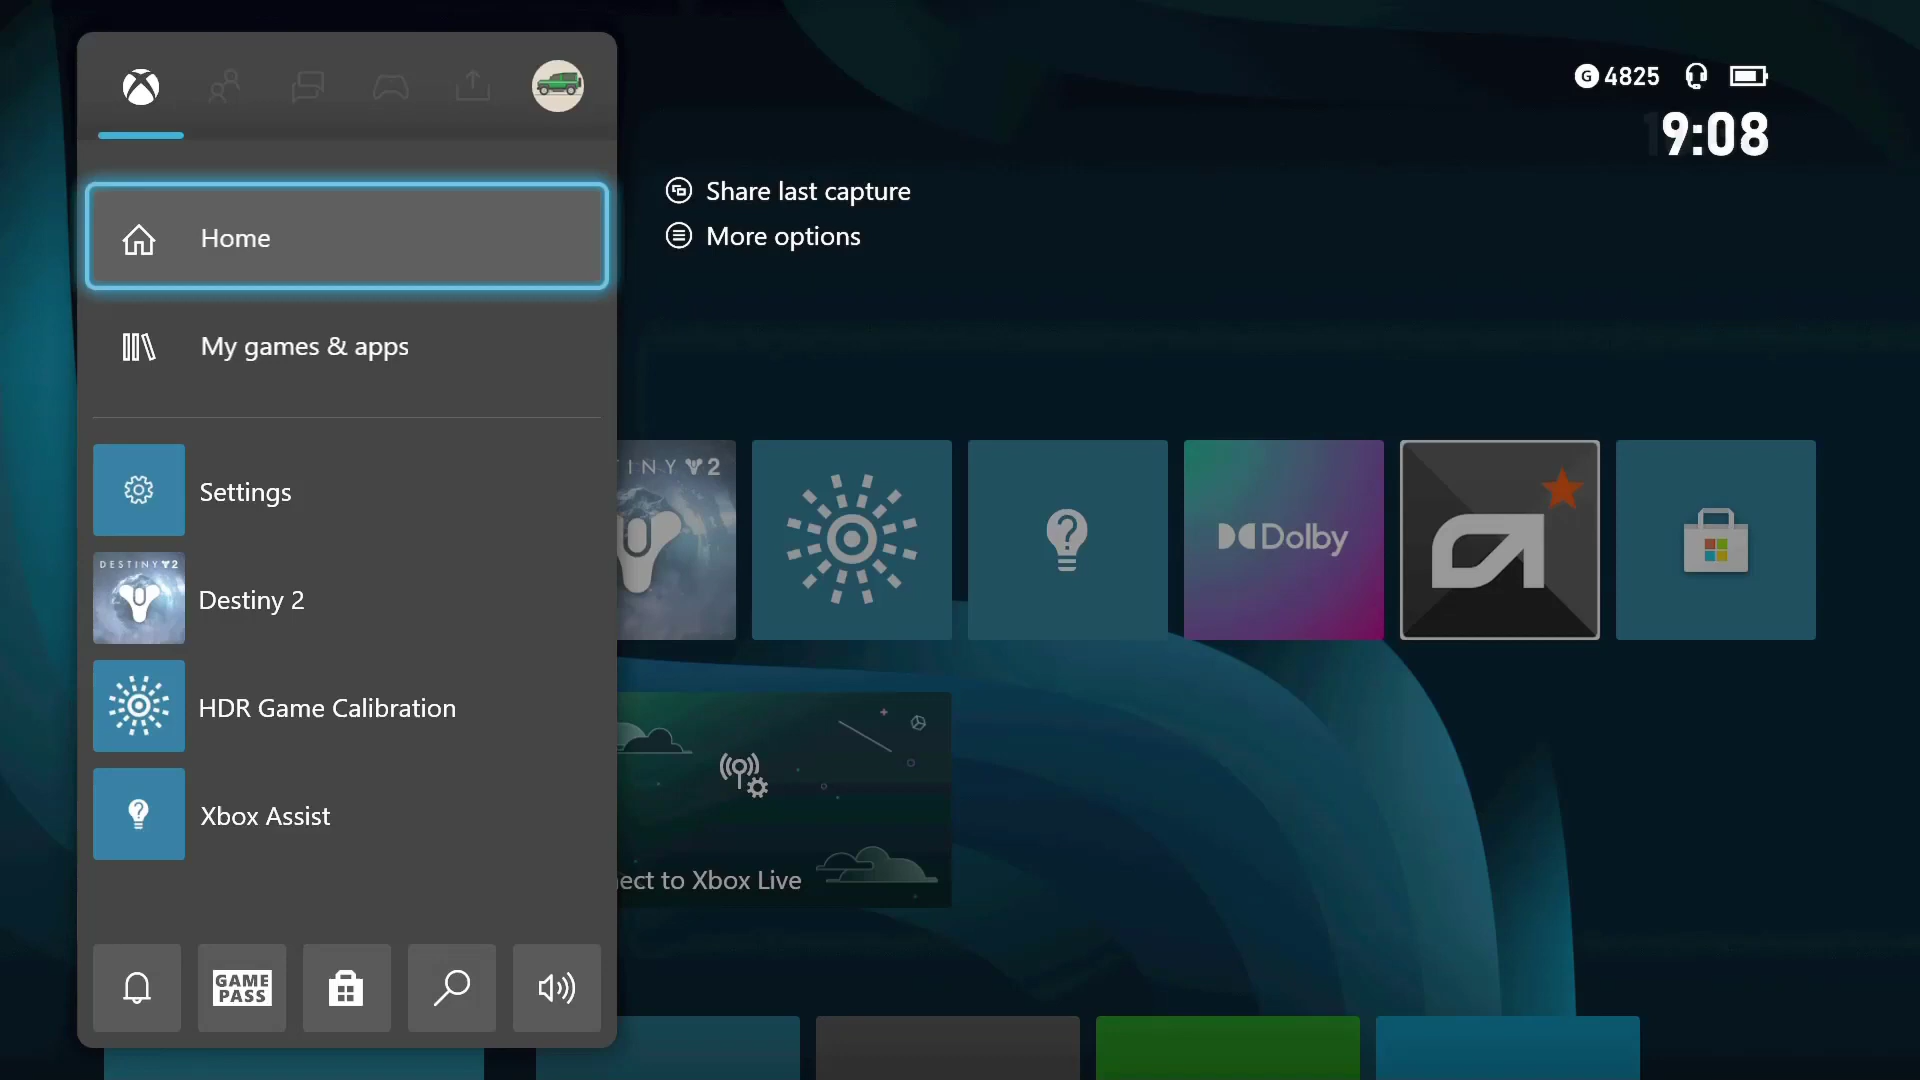 G 4825
9:08
Share last capture
More options
Home
My games & apps
Settings
DESTINY 2
Destiny 2
HDR Game Calibration
Xbox Assist
INY 2
Dolby
ect to Xbox Live
GAME
PASS